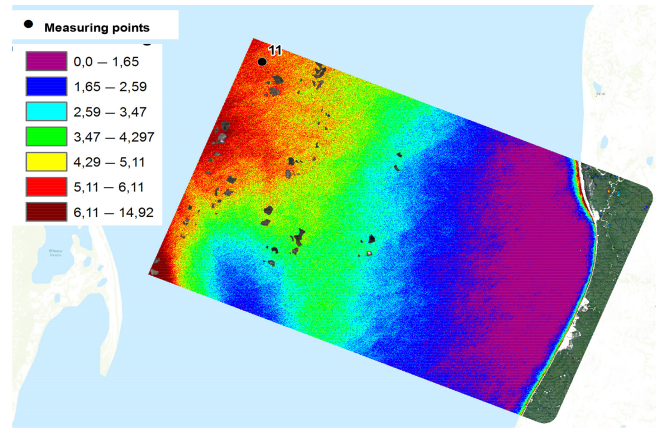 Measuring points
11
0,0 — 1,65
1,65 — 2,59
2,59 — 3,47
3,47 — 4,297
4,29 — 5,11
5,11 — 6,11
6,11 — 14,92